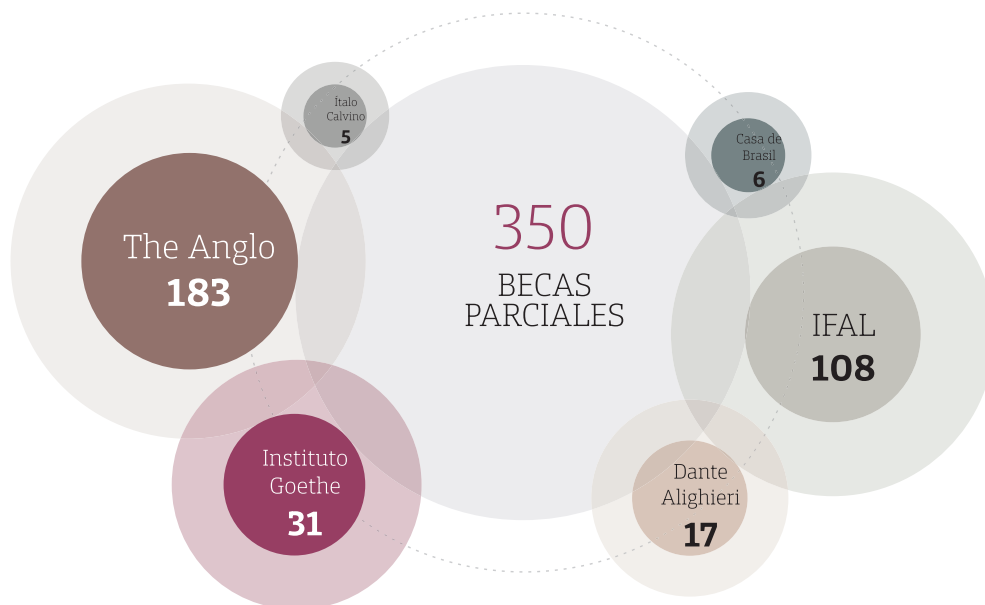 Ítalo
Calvino
5
Casa de
Brasil
6
The Anglo
183
350
BECAS
PARCIALES
IFAL
108
Instituto
Goethe
31
Dante
Alighieri
17